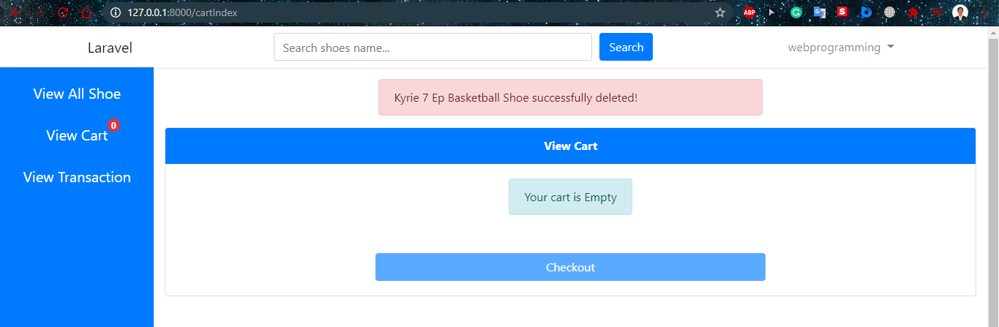 127.0.0.1:8000/cartIndex
ABP
Laravel
Search shoes name...
Search
webprogramming
View All Shoe
View Cart
0
View Transaction
Kyrie 7 Ep Basketball Shoe successfully deleted!
View Cart
Your cart is Empty
Checkout